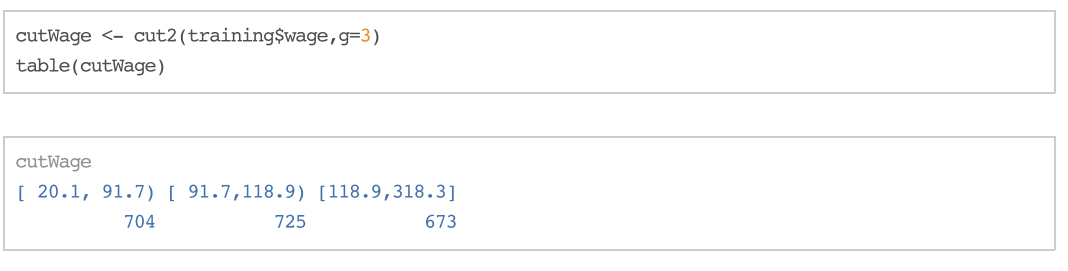 cutWage <- cut2(training$wage,g=3)
table(cutWage)
cutWage
[ 20.1, 91.7) [ 91.7,118.9) [118.9,318.3]
704 725 673